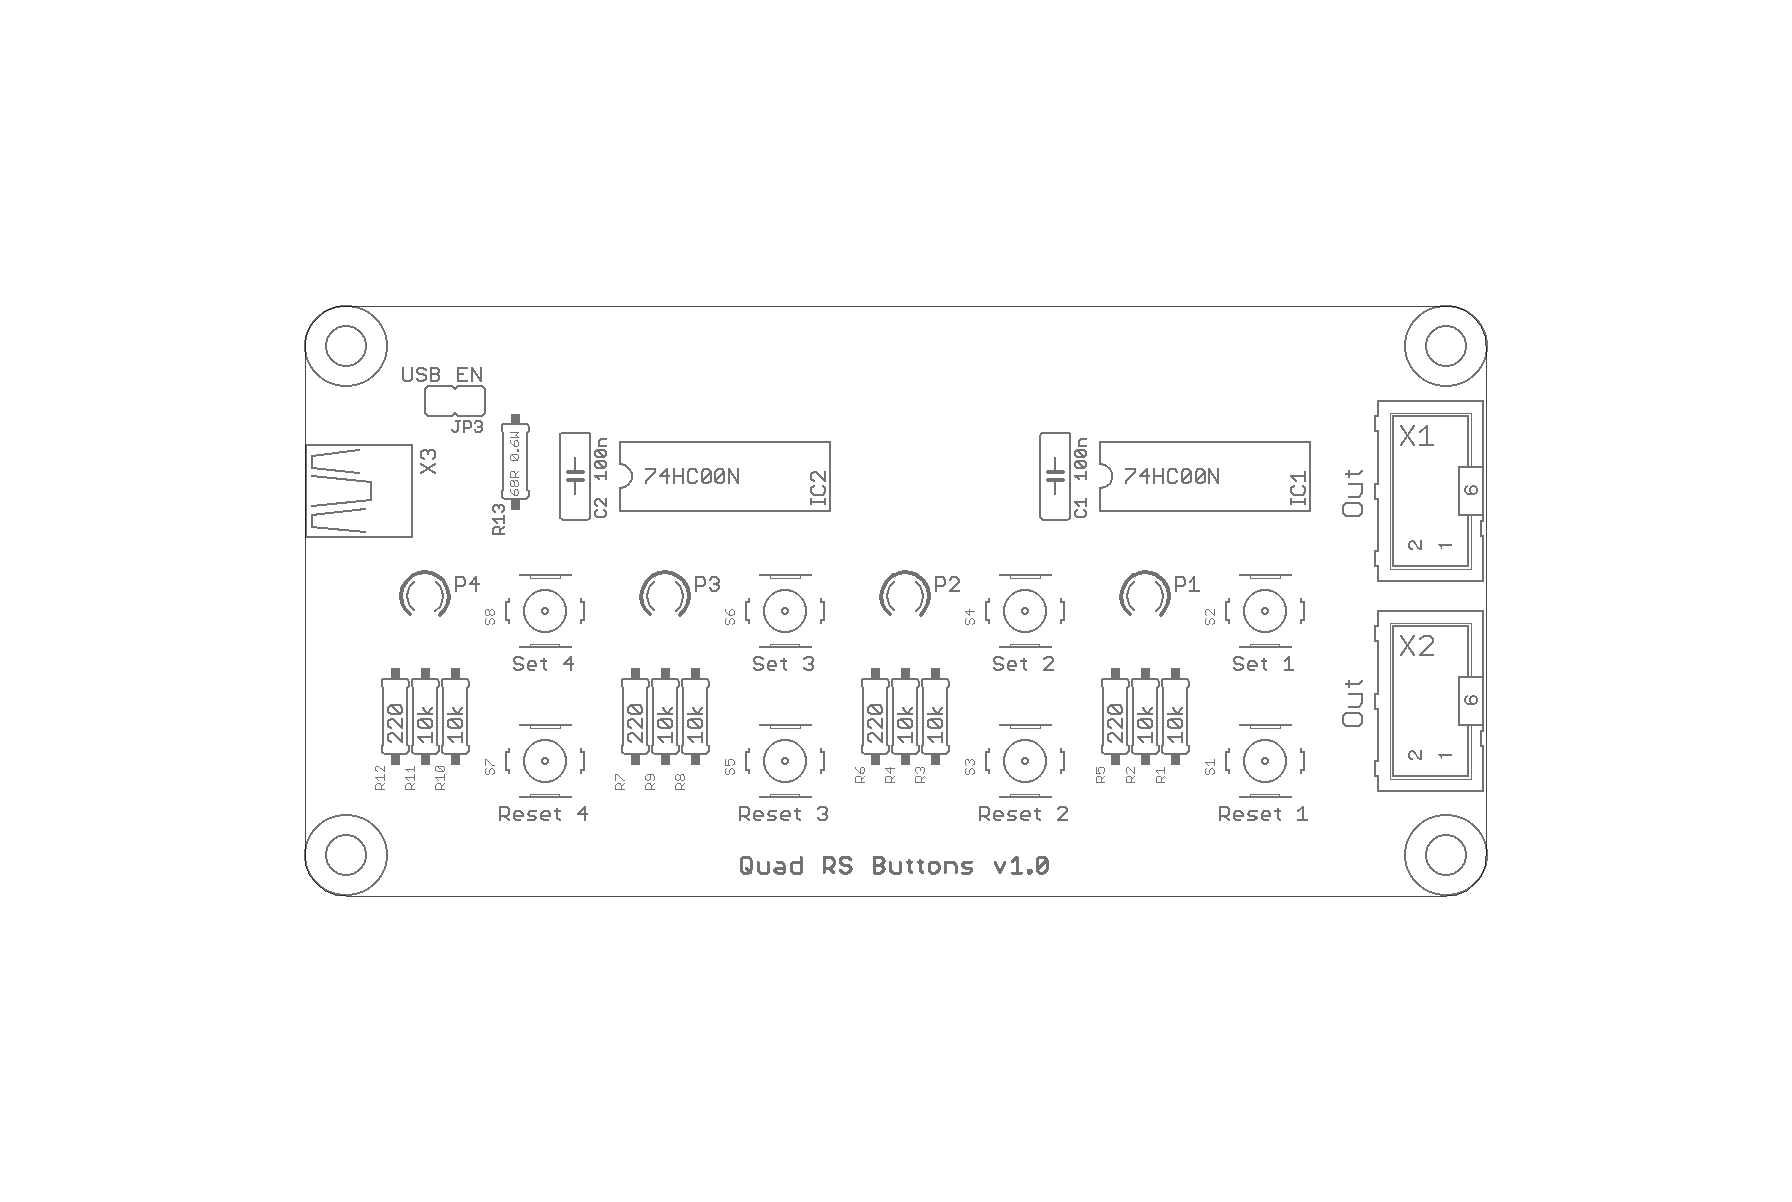 USB EN
JP3
X3
68R 0.6W
R13
C2 100n
74HC00N
IC2
C1 100n
74HC00N
IC1
Out
X1
6
2 1
P4
S8
Set 4
P3
S6
Set 3
P2
S4
Set 2
P1
S2
Set 1
Out
X2
6
2 1
220 10k 10k
R12 R11 R10
S7
Reset 4
220 10k 10k
R7 R9 R8
S5
Reset 3
220 10k 10k
R6 R4 R3
S3
Reset 2
220 10k 10k
R5 R2 R1
S1
Reset 1
Quad RS Buttons v1.0